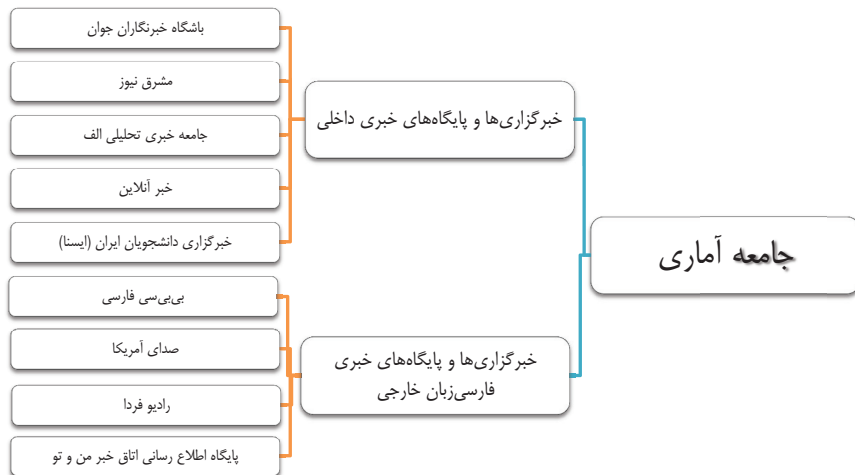 جامعه آماری
خبرگزاری‌ها و پایگاه‌های خبری داخلی
باشگاه خبرنگاران جوان
مشرق نیوز
جامعه خبری تحلیلی الف
خبر آنلاین
خبرگزاری دانشجویان ایران (ایسنا)
خبرگزاری‌ها و پایگاه‌های خبری
فارسی‌زبان خارجی
بی‌بی‌سی فارسی
صدای آمریکا
رادیو فردا
پایگاه اطلاع رسانی اتاق خبر من و تو